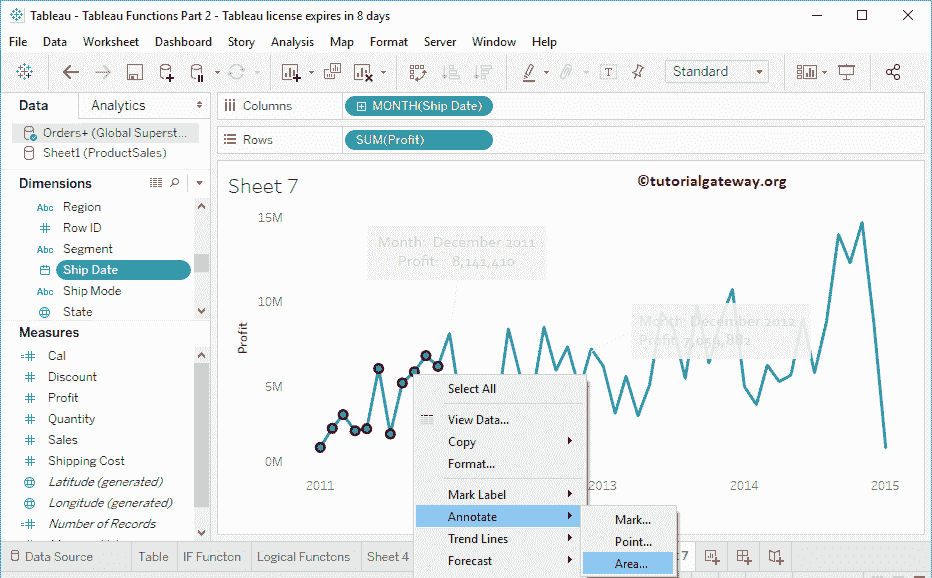 Tableau - Tableau Functions Part 2 - Tableau license expires in 8 days
File Data Worksheet Dashboard Story Analysis Map Format Server Window Help
Standard
Data Analytics
Columns MONTH(Ship Date)
Orders+ (Global Superst...
Rows SUM(Profit)
Sheet1 (ProductSales)
Dimensions
Abc Region
Row ID
Abc Segment
Ship Date
Abc Ship Mode
State
Measures
Cal
Discount
Profit
Quantity
Sales
Shipping Cost
Latitude (generated)
Longitude (generated)
Number of Records
Sheet 7
©tutorialgateway.org
15M
Month: December 2011
Profit: 8,141,410
10M
Month: December 2012
Profit: 7,059,882
Profit
5M
0M
2011
2013
2014
2015
Select All
View Data...
Copy
Format...
Mark Label
Annotate
Trend Lines
Forecast
Mark...
Point...
Area...
Data Source Table IF Functon Logical Functons Sheet 4 7